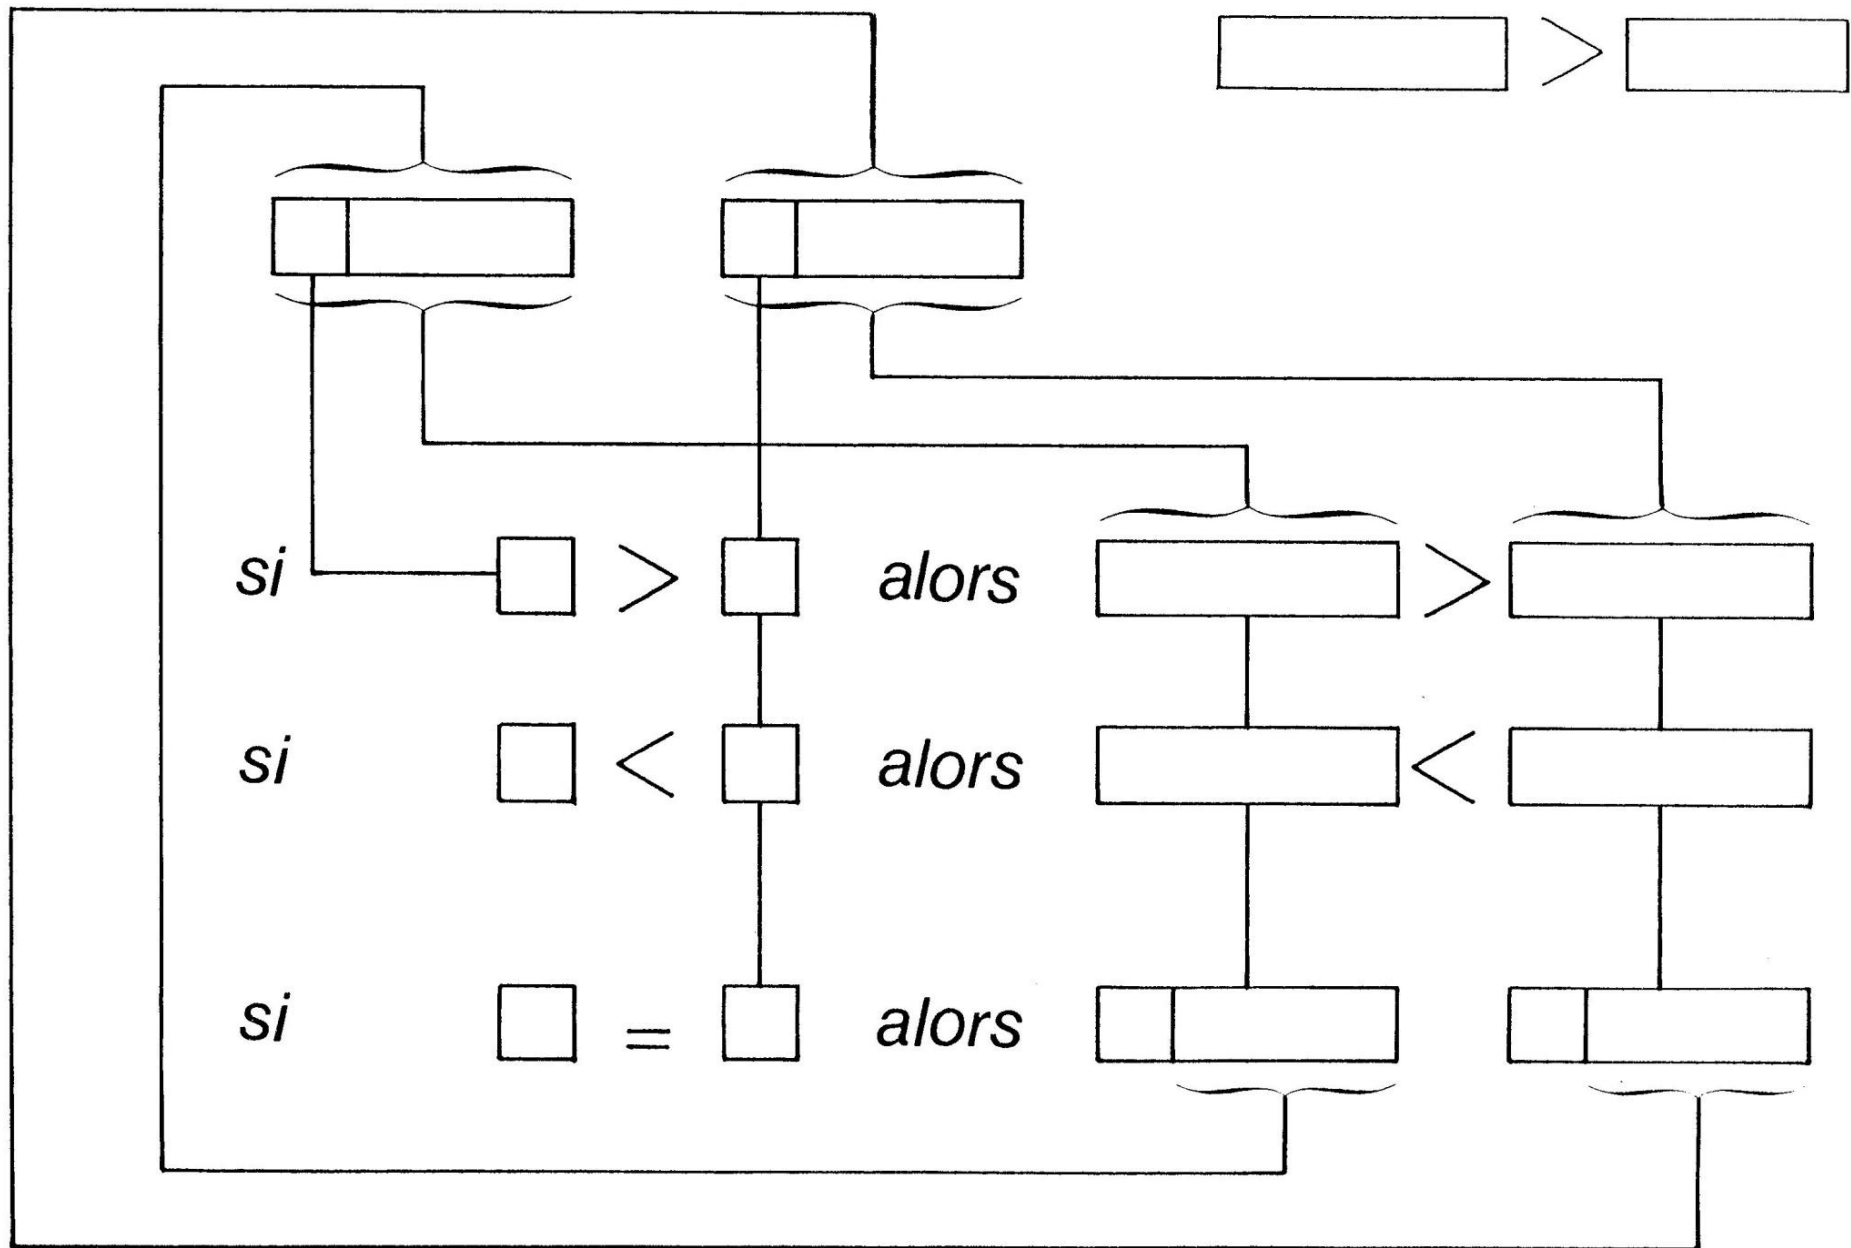 >
si > alors >
si < alors <
si = alors